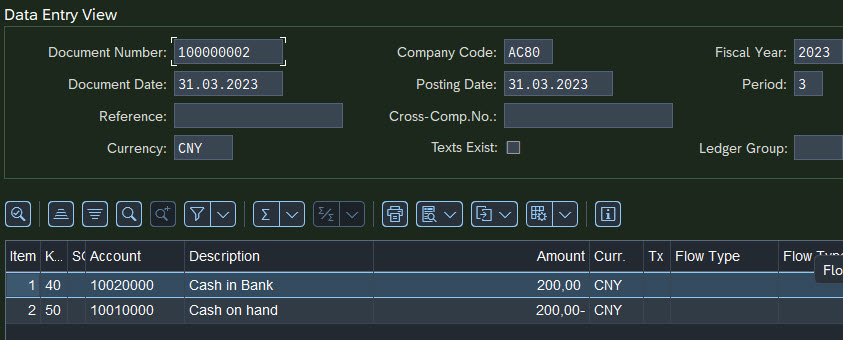 Data Entry View
Document Number: 100000002 Company Code: AC80 Fiscal Year: 2023
Document Date: 31.03.2023 Posting Date: 31.03.2023 Period: 3
Reference: Cross-Comp.No.:
Currency: CNY Texts Exist: Ledger Group:
Item K... SG Account Description Amount Curr. Tx Flow Type Flow Type
Flo
1 40 10020000 Cash in Bank 200,00 CNY
2 50 10010000 Cash on hand 200,00- CNY